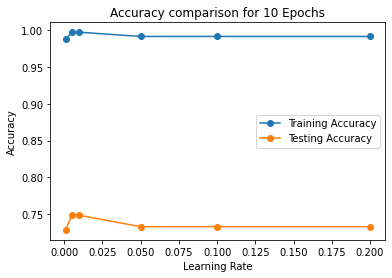 Accuracy comparison for 10 Epochs
1.00
0.95
0.90
0.85
0.80
0.75
Accuracy
Training Accuracy
Testing Accuracy
0.000 0.025 0.050 0.075 0.100 0.125 0.150 0.175 0.200
Learning Rate